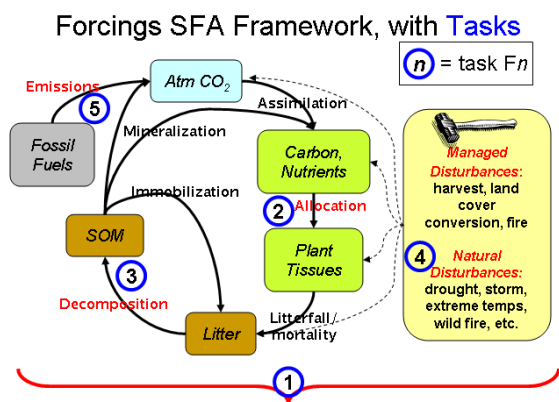 Forcings SFA Framework, with Tasks
n = task Fn
Emissions
5
Atm CO₂
Assimilation
Mineralization
Fossil
Fuels
Carbon,
Nutrients
Immobilization
2
Allocation
SOM
Plant
Tissues
3
Decomposition
Litter
Litterfall/
mortality
Managed
Disturbances:
harvest, land
cover
conversion, fire
4
Natural
Disturbances:
drought, storm,
extreme temps,
wild fire, etc.
1